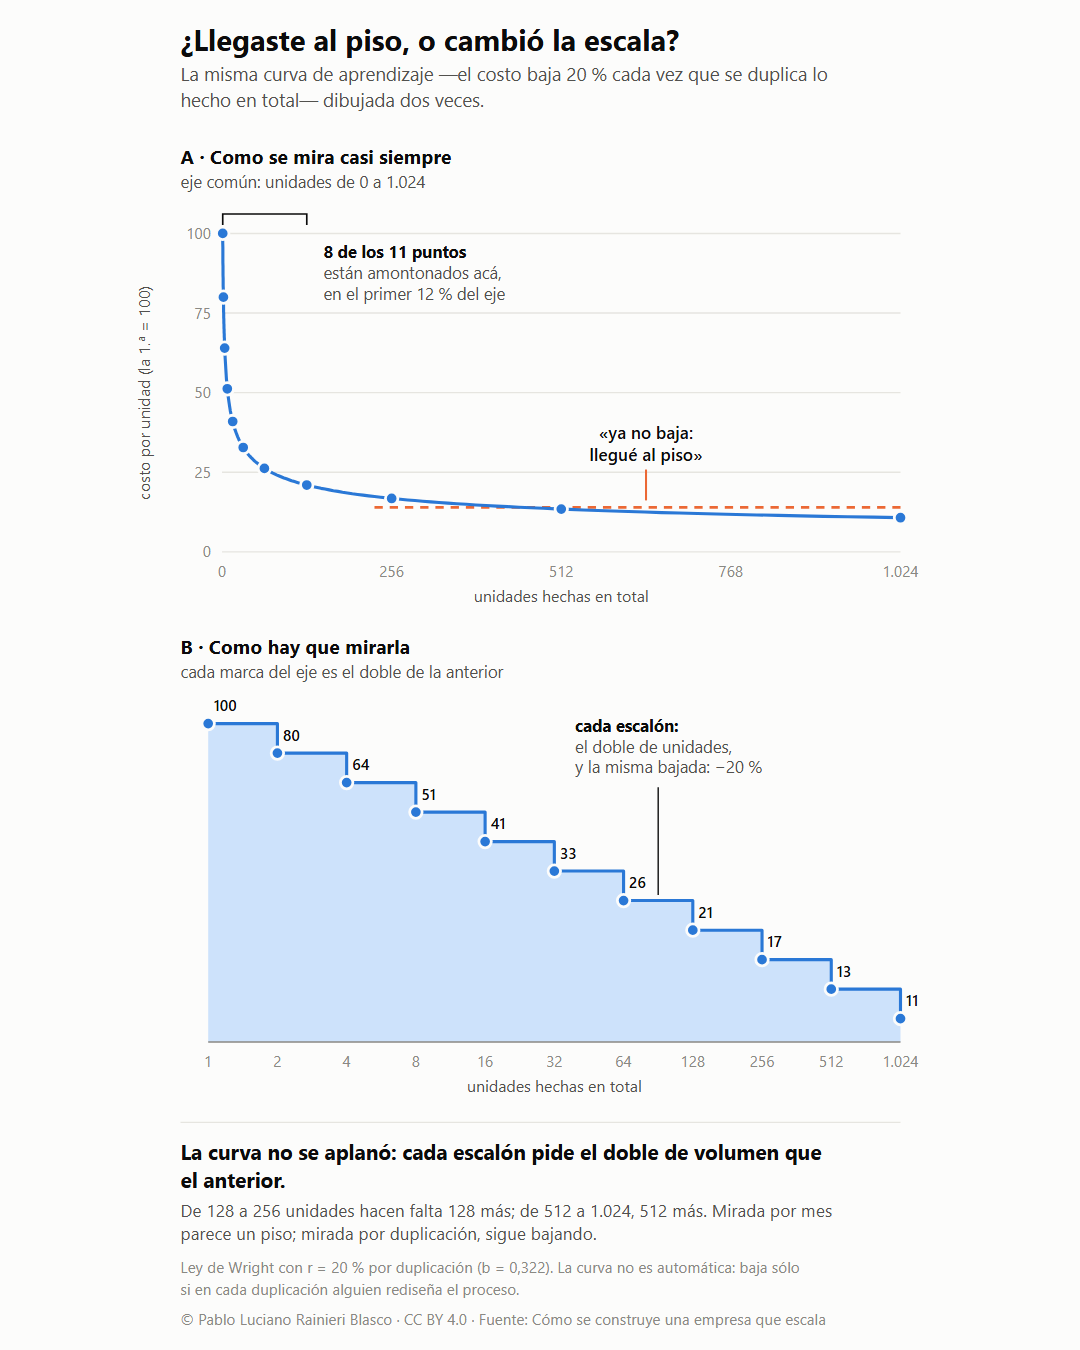 ¿Llegaste al piso, o cambió la escala?
La misma curva de aprendizaje —el costo baja 20 % cada vez que se duplica lo
hecho en total— dibujada dos veces.
A · Como se mira casi siempre
eje común: unidades de 0 a 1.024
8 de los 11 puntos
están amontonados acá,
en el primer 12 % del eje
100
75
50
25
0
costo por unidad (la 1.ª = 100)
«ya no baja:
llegué al piso»
0 256 512 768 1.024
unidades hechas en total
B · Como hay que mirarla
cada marca del eje es el doble de la anterior
100
80
64
51
41
33
26
21
17
13
11
cada escalón:
el doble de unidades,
y la misma bajada: −20 %
1 2 4 8 16 32 64 128 256 512 1.024
unidades hechas en total
La curva no se aplanó: cada escalón pide el doble de volumen que
el anterior.
De 128 a 256 unidades hacen falta 128 más; de 512 a 1.024, 512 más. Mirada por mes
parece un piso; mirada por duplicación, sigue bajando.
Ley de Wright con r = 20 % por duplicación (b = 0,322). La curva no es automática: baja sólo
si en cada duplicación alguien rediseña el proceso.
© Pablo Luciano Rainieri Blasco · CC BY 4.0 · Fuente: Cómo se construye una empresa que escala